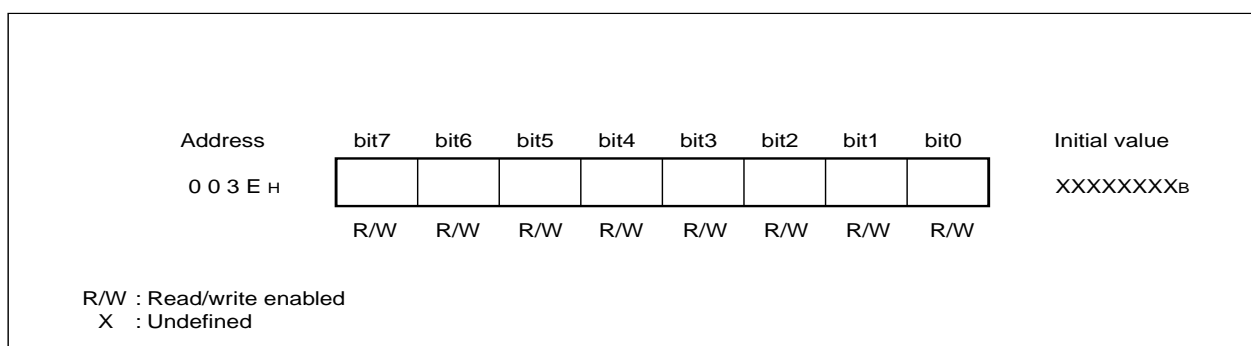 Address bit7 bit6 bit5 bit4 bit3 bit2 bit1 bit0 Initial value
003EH XXXXXXXXB
R/W R/W R/W R/W R/W R/W R/W R/W
R/W : Read/write enabled
X : Undefined